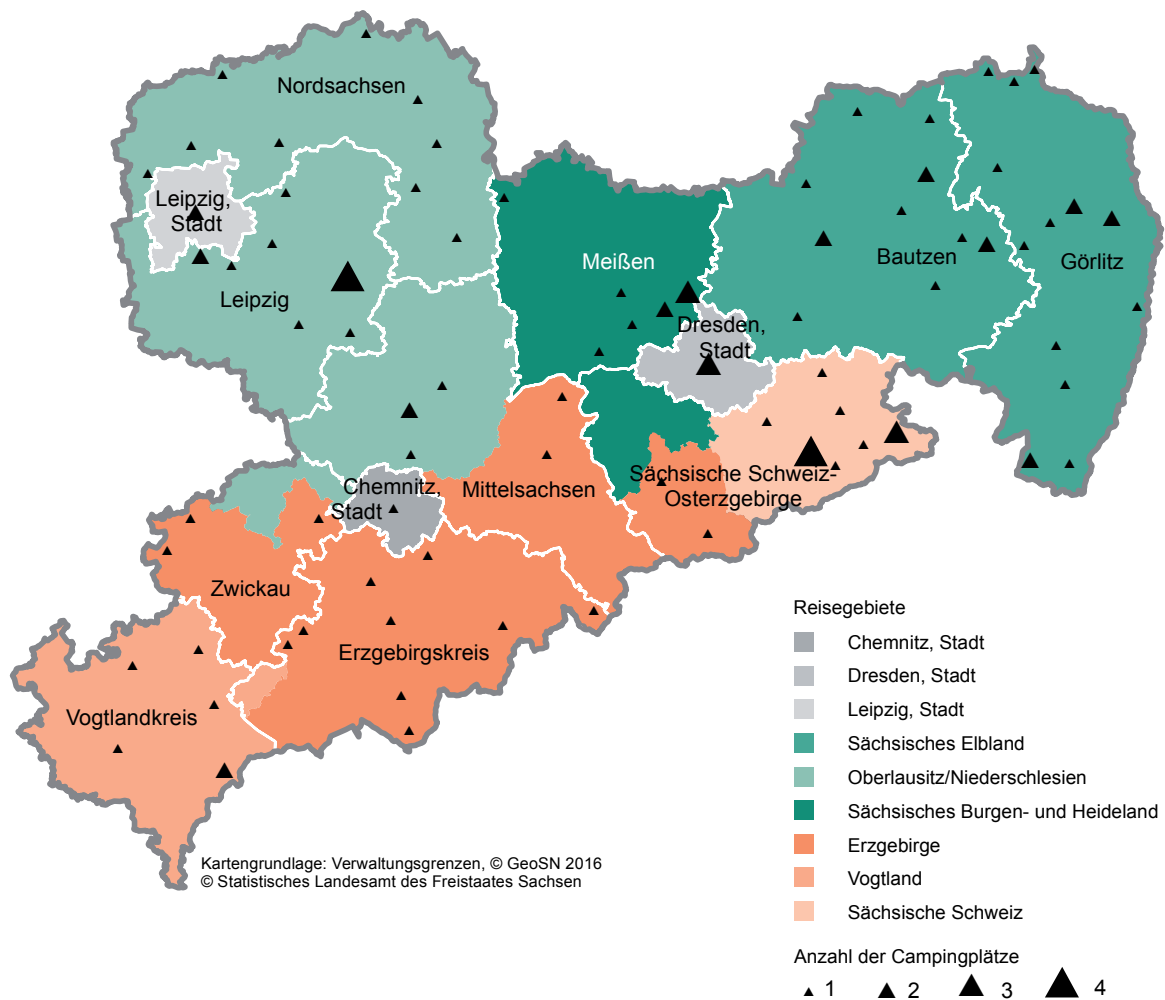 Nordsachsen
Leipzig,
Stadt
Leipzig
Meißen
Dresden,
Stadt
Bautzen
Görlitz
Chemnitz,
Stadt
Mittelsachsen
Sächsische Schweiz-
Osterzgebirge
Zwickau
Erzgebirgskreis
Vogtlandkreis
Kartengrundlage: Verwaltungsgrenzen, © GeoSN 2016
© Statistisches Landesamt des Freistaates Sachsen
Reisegebiete
Chemnitz, Stadt
Dresden, Stadt
Leipzig, Stadt
Sächsisches Elbland
Oberlausitz/Niederschlesien
Sächsisches Burgen- und Heideland
Erzgebirge
Vogtland
Sächsische Schweiz
Anzahl der Campingplätze
1 2 3 4